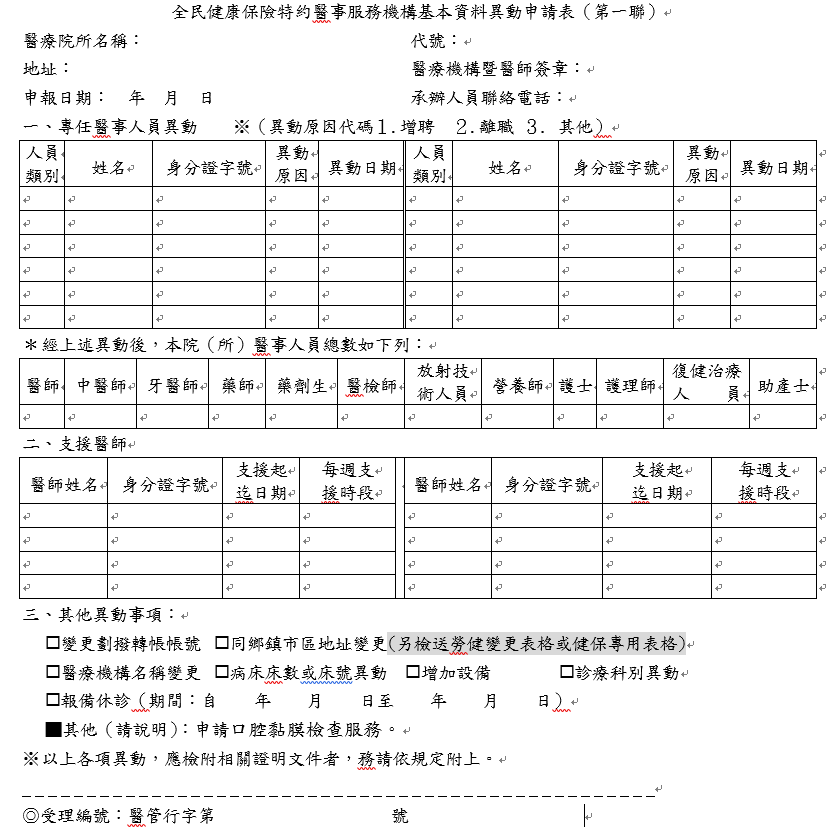 全民健康保險特約醫事服務機構基本資料異動申請表（第一聯）
醫療院所名稱： 代號：
地址： 醫療機構暨醫師簽章：
申報日期： 年 月 日 承辦人員聯絡電話：
一、專任醫事人員異動 ※（異動原因代碼１.增聘 ２.離職 ３. 其他）
人員類別 姓名 身分證字號 異動原因 異動日期 人員類別 姓名 身分證字號 異動原因 異動日期
＊經上述異動後，本院（所）醫事人員總數如下列：
醫師 中醫師 牙醫師 藥師 藥劑生 醫檢師 放射技術人員 營養師 護士 護理師 復健治療人員 助產士
二、支援醫師
醫師姓名 身分證字號 支援起迄日期 每週支援時段 醫師姓名 身分證字號 支援起迄日期 每週支援時段
三、其他異動事項：
□變更劃撥轉帳帳號 □同鄉鎮市區地址變更(另檢送勞健變更表格或健保專用表格)
□醫療機構名稱變更 □病床床數或床號異動 □增加設備 □診療科別異動
□報備休診（期間：自 年 月 日至 年 月 日）
■其他（請說明）：申請口腔黏膜檢查服務。
※以上各項異動，應檢附相關證明文件者，務請依規定附上。
◎受理編號：醫管行字第 號